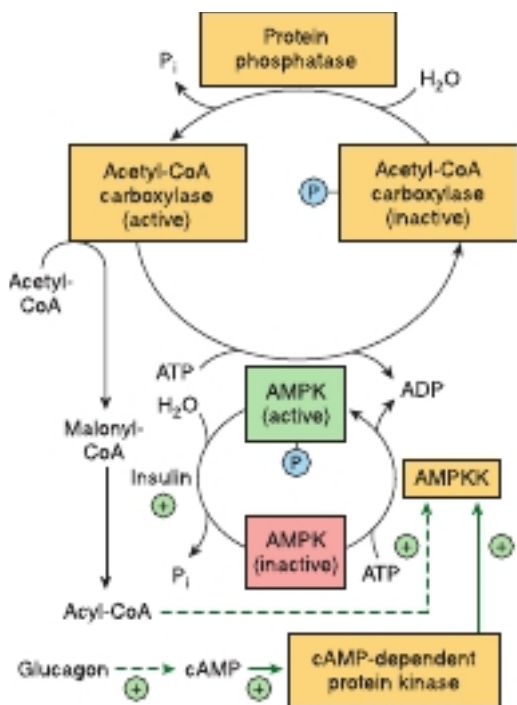 Protein
phosphatase
Pi
H2O
Acetyl-CoA
carboxylase
(active)
P
Acetyl-CoA
carboxylase
(inactive)
Acetyl-
CoA
ATP
ADP
H2O
AMPK
(active)
P
Malonyl-
CoA
Insulin
+
AMPKK
AMPK
(inactive)
Pi
ATP
+
+
Acyl-CoA
Glucagon
+
cAMP
+
cAMP-dependent
protein kinase